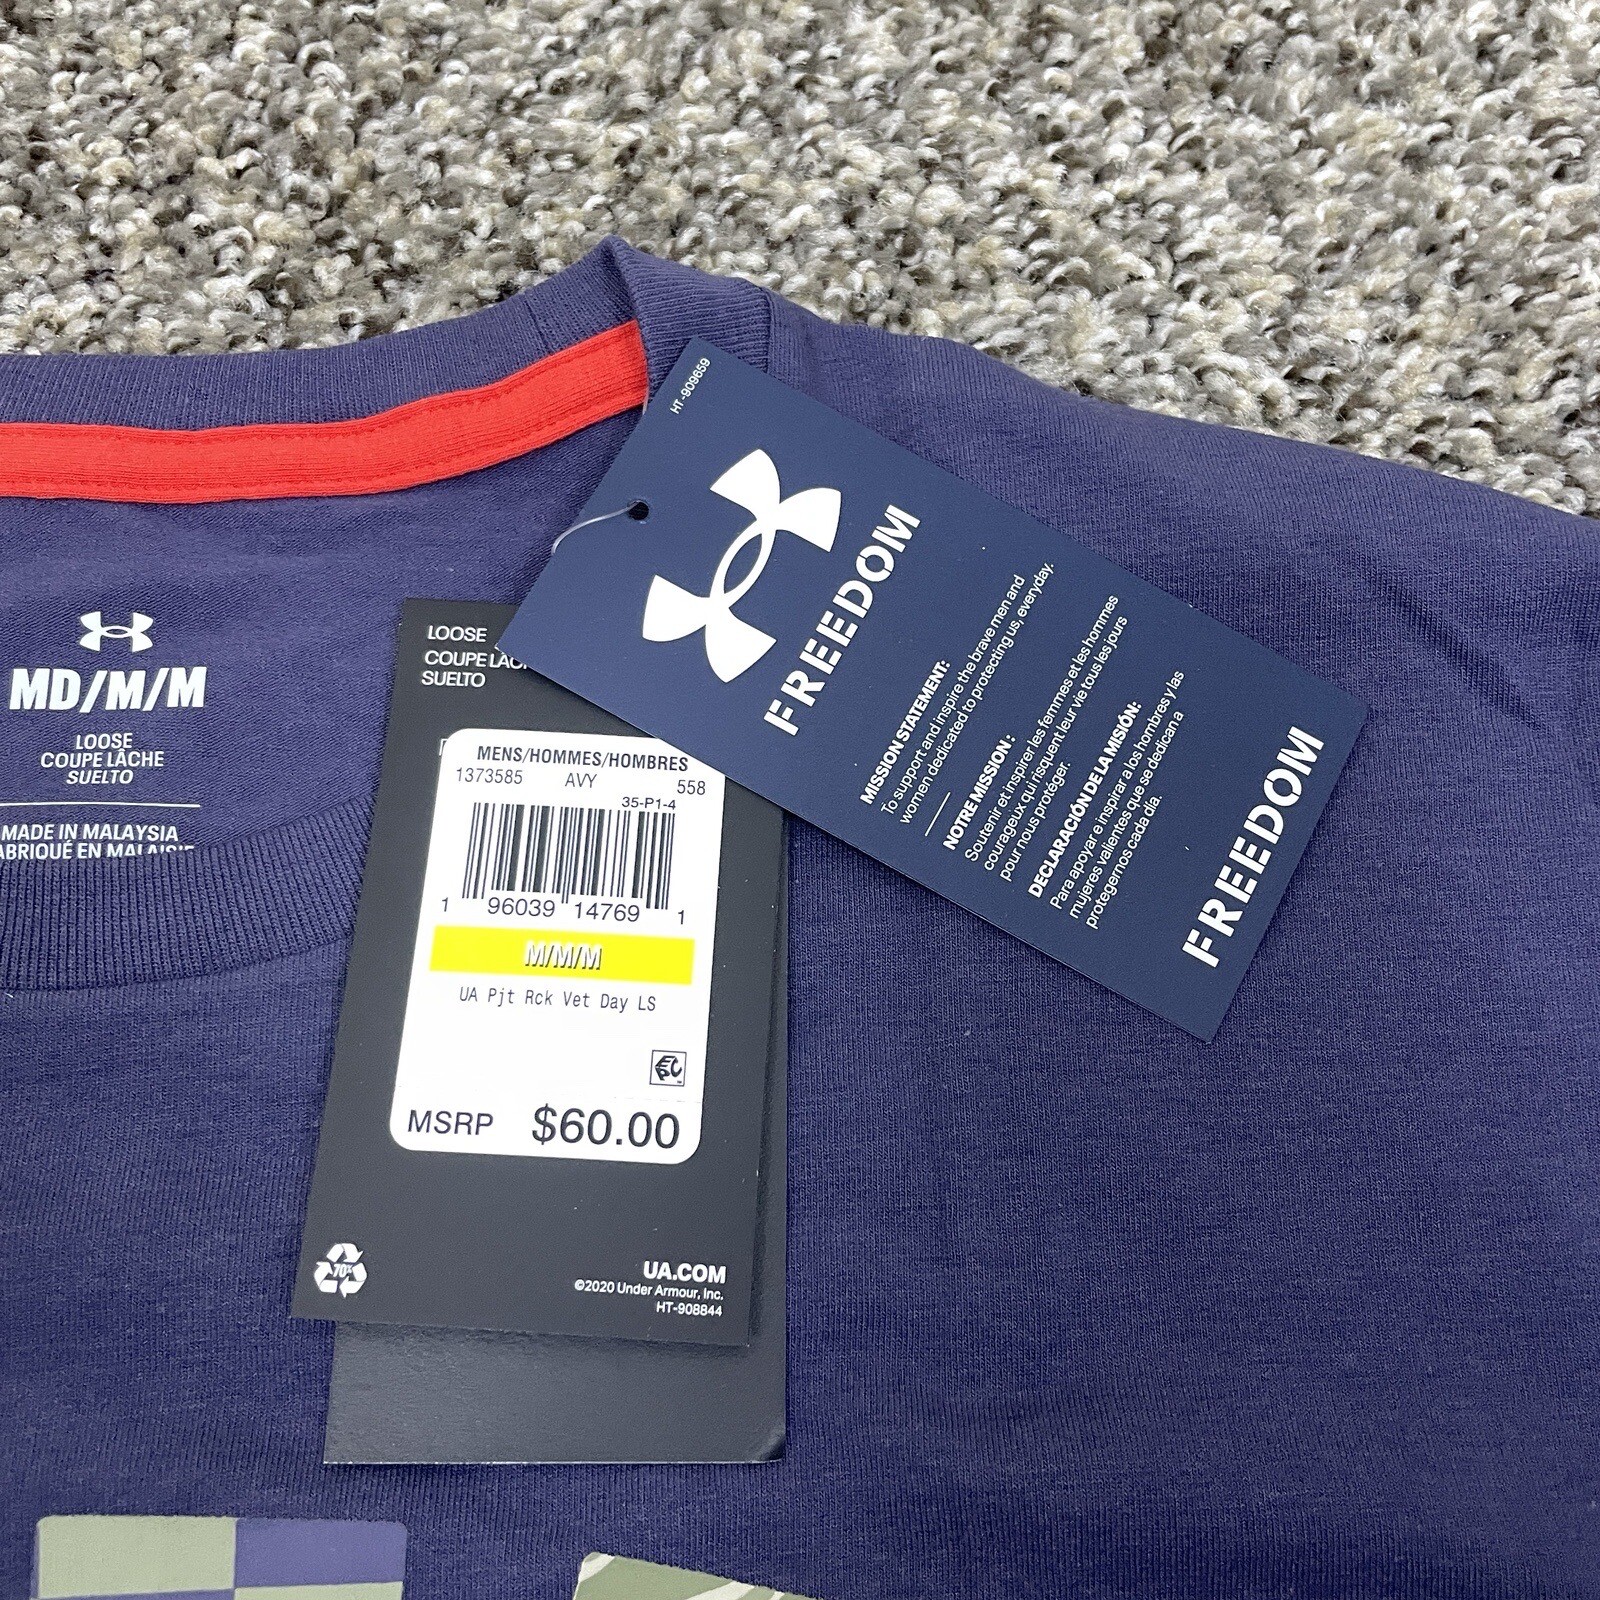 MD/M/M
LOOSE
COUPE LÂCHE
SUELTO
MADE IN MALAYSIA
LOOSE
COUPE
SUELTO
MENS/HOMMES/HOMBRES
1373585 AVY 558
35-P1-4
1 96039 14769 1
M/M/M
UA Pjt Rck Vet Day LS
MSRP $60.00
70%
UA.COM
©2020 Under Armour, Inc.
HT-908844
HT-909659
FREEDOM
MISSION STATEMENT:
To support and inspire the brave men and
women dedicated to protecting us, everyday.
NOTRE MISSION :
Soutenir et inspirer les femmes et les hommes
courageux qui risquent leur vie tous les jours
pour nous protéger.
DECLARACIÓN DE LA MISIÓN:
Para apoyar e inspirar a los hombres y las
mujeres valientes que se dedican a
protegernos cada día.
FREEDOM